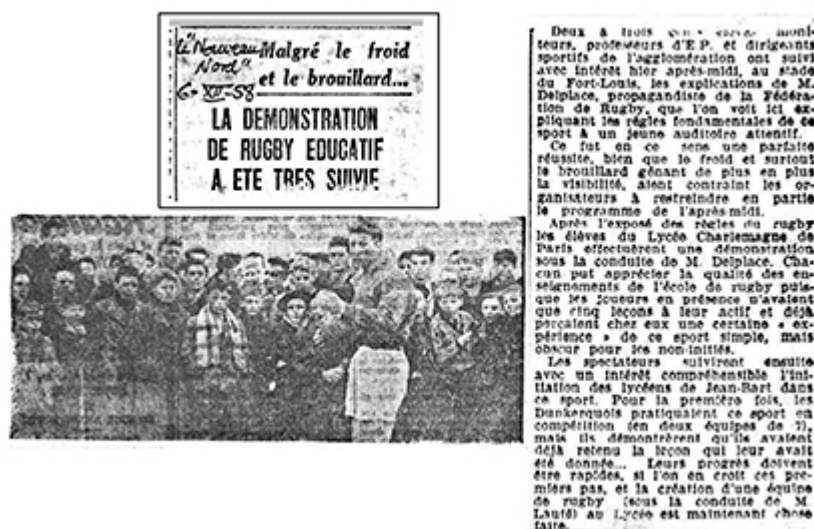 "Nouveau
Nord"
6-XII-58
Malgré le froid
et le brouillard...
LA DEMONSTRATION
DE RUGBY EDUCATIF
A ETE TRES SUIVIE
Deux à trois élèves, moni-
teurs, professeurs d'E.P. et dirigeants
sportifs de l'agglomération ont suivi
avec intérêt hier après-midi, au stade
du Fort-Louis, les explications de M.
Delplace, propagandiste de la Fédéra-
tion de Rugby, que l'on voit ici ex-
pliquant les règles fondamentales de ce
sport à un jeune auditoire attentif.
Ce fut en ce sens une parfaite
réussite, bien que le froid et surtout
le brouillard gênant de plus en plus
la visibilité, aient contraint les or-
ganisateurs à restreindre en partie
le programme de l'après-midi.
Après l'exposé des règles du rugby
les élèves du Lycée Charlemagne de
Paris effectuèrent une démonstration
sous la conduite de M. Delplace. Cha-
cun put apprécier la qualité des en-
seignements de l'école de rugby puis-
que les joueurs en présence n'avaient
que cinq leçons à leur actif et déjà
perçaient chez eux une certaine « ex-
périence » de ce sport simple, mais
obscur pour les non-initiés.
Les spectateurs suivirent ensuite
avec un intérêt compréhensible l'ini-
tiation des lycéens de Jean-Bart dans
ce sport. Pour la première fois, les
Dunkerquois pratiquaient ce sport en
compétition (en deux équipes de 7),
mais ils démontrèrent qu'ils avaient
déjà retenu la leçon qui leur avait
été donnée... Leurs progrès doivent
être rapides, si l'on en croit ces pre-
miers pas, et la création d'une équipe
de rugby (sous la conduite de M.
Lauté) au Lycée est maintenant chose
faite.